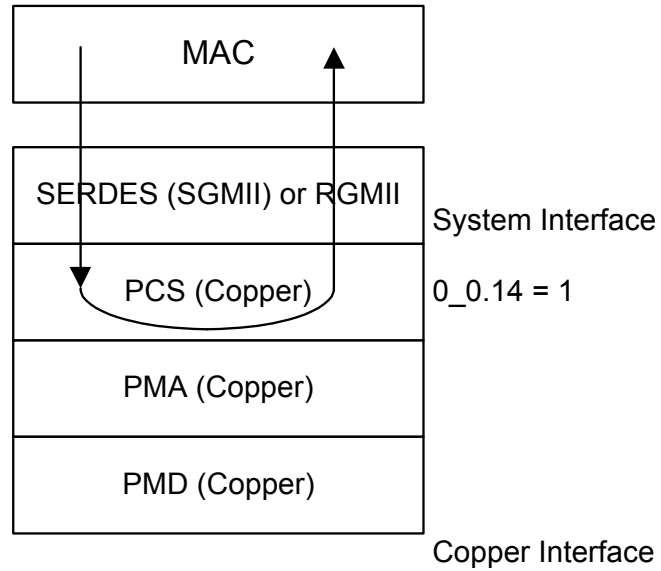 MAC
SERDES (SGMII) or RGMII
System Interface
PCS (Copper)
0_0.14 = 1
PMA (Copper)
PMD (Copper)
Copper Interface